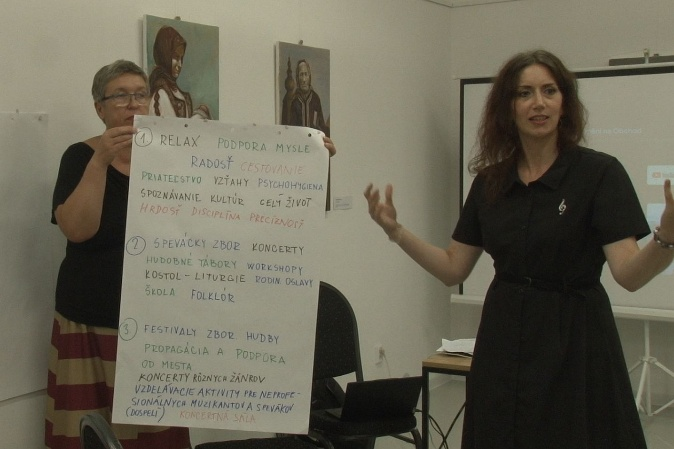 1 RELAX PODPORA MYSLE
RADOSŤ CESTOVANIE
PRIATEĽSTVO VZŤAHY PSYCHOHYGIENA
SPOZNÁVANIE KULTÚR CELÝ ŽIVOT
HRDOSŤ DISCIPLÍNA PRECÍZNOSŤ
2 SPEVÁCKY ZBOR KONCERTY
HUDOBNÉ TÁBORY WORKSHOPY
KOSTOL - LITURGIE RODIN. OSLAVY
ŠKOLA FOLKLÓR
3 FESTIVALY ZBOR HUDBY
PROPAGÁCIA A PODPORA
OD MESTA
KONCERTY RÔZNYCH ŽÁNROV
VZDELÁVACIE AKTIVITY PRE NEPROFE-
SIONÁLNYCH MUZIKANTOV A SPEVÁKOV
(DOSPELÍ) KONCERTNÁ SÁLA